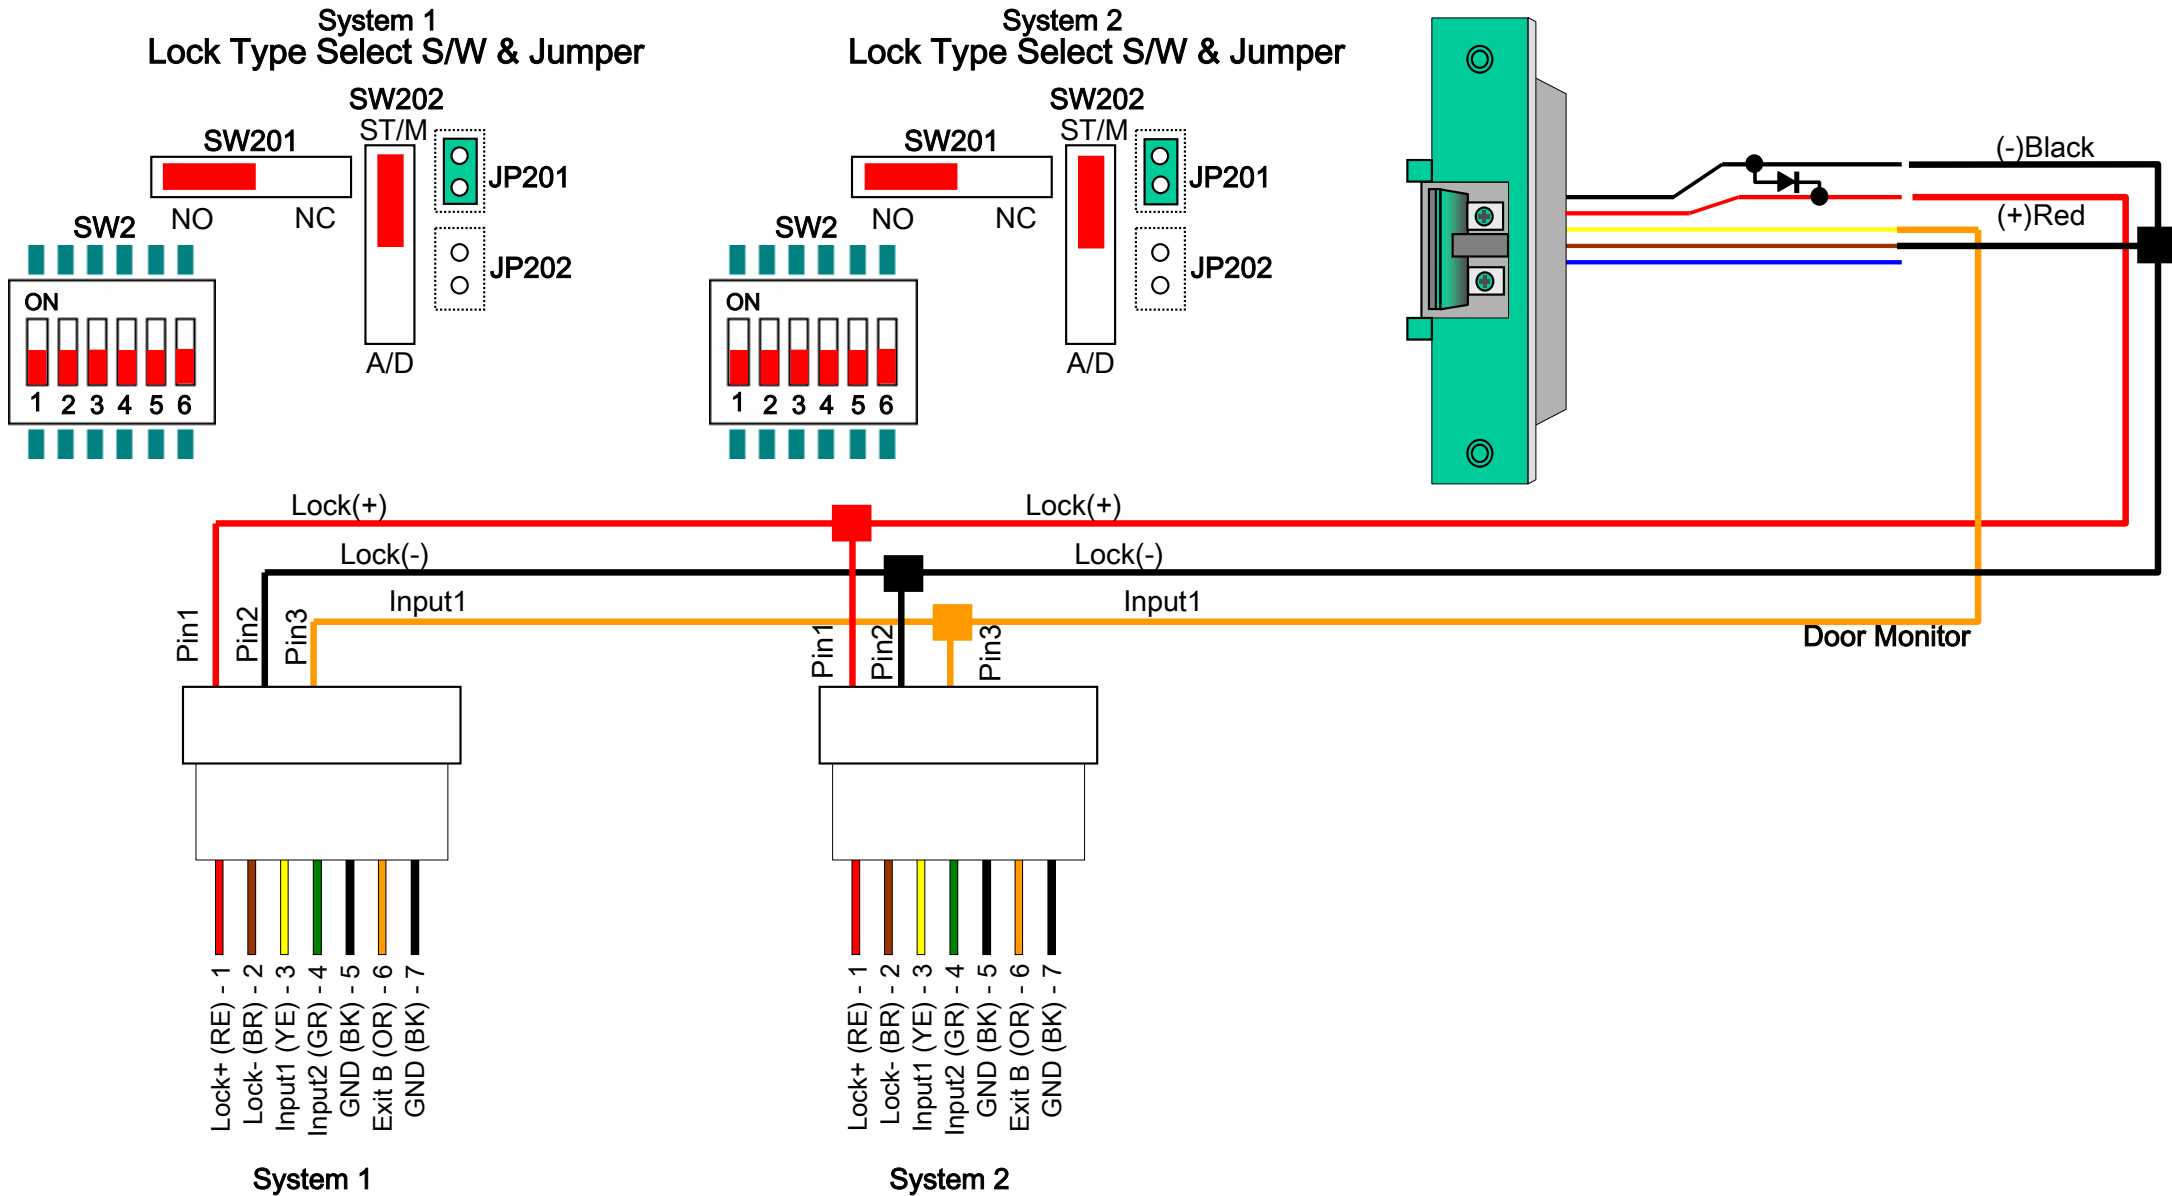 System 1
Lock Type Select S/W & Jumper
SW202
ST/M
SW201
JP201
NO
NC
SW2
JP202
ON
A/D
1 2 3 4 5 6
System 2
Lock Type Select S/W & Jumper
SW202
ST/M
SW201
JP201
NO
NC
SW2
JP202
ON
A/D
1 2 3 4 5 6
(-)Black
(+)Red
Lock(+)
Lock(+)
Lock(-)
Lock(-)
Input1
Input1
Door Monitor
Pin1
Pin2
Pin3
Pin1
Pin2
Pin3
Lock+ (RE) - 1
Lock- (BR) - 2
Input1 (YE) - 3
Input2 (GR) - 4
GND (BK) - 5
Exit B (OR) - 6
GND (BK) - 7
System 1
Lock+ (RE) - 1
Lock- (BR) - 2
Input1 (YE) - 3
Input2 (GR) - 4
GND (BK) - 5
Exit B (OR) - 6
GND (BK) - 7
System 2